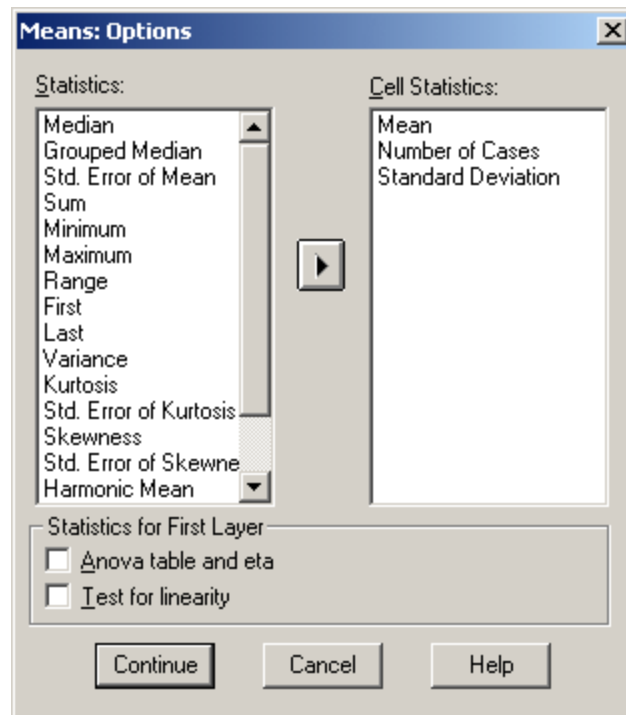 Means: Options
Statistics:
Median
Grouped Median
Std. Error of Mean
Sum
Minimum
Maximum
Range
First
Last
Variance
Kurtosis
Std. Error of Kurtosis
Skewness
Std. Error of Skewne
Harmonic Mean
Cell Statistics:
Mean
Number of Cases
Standard Deviation
Statistics for First Layer
Anova table and eta
Test for linearity
Continue
Cancel
Help